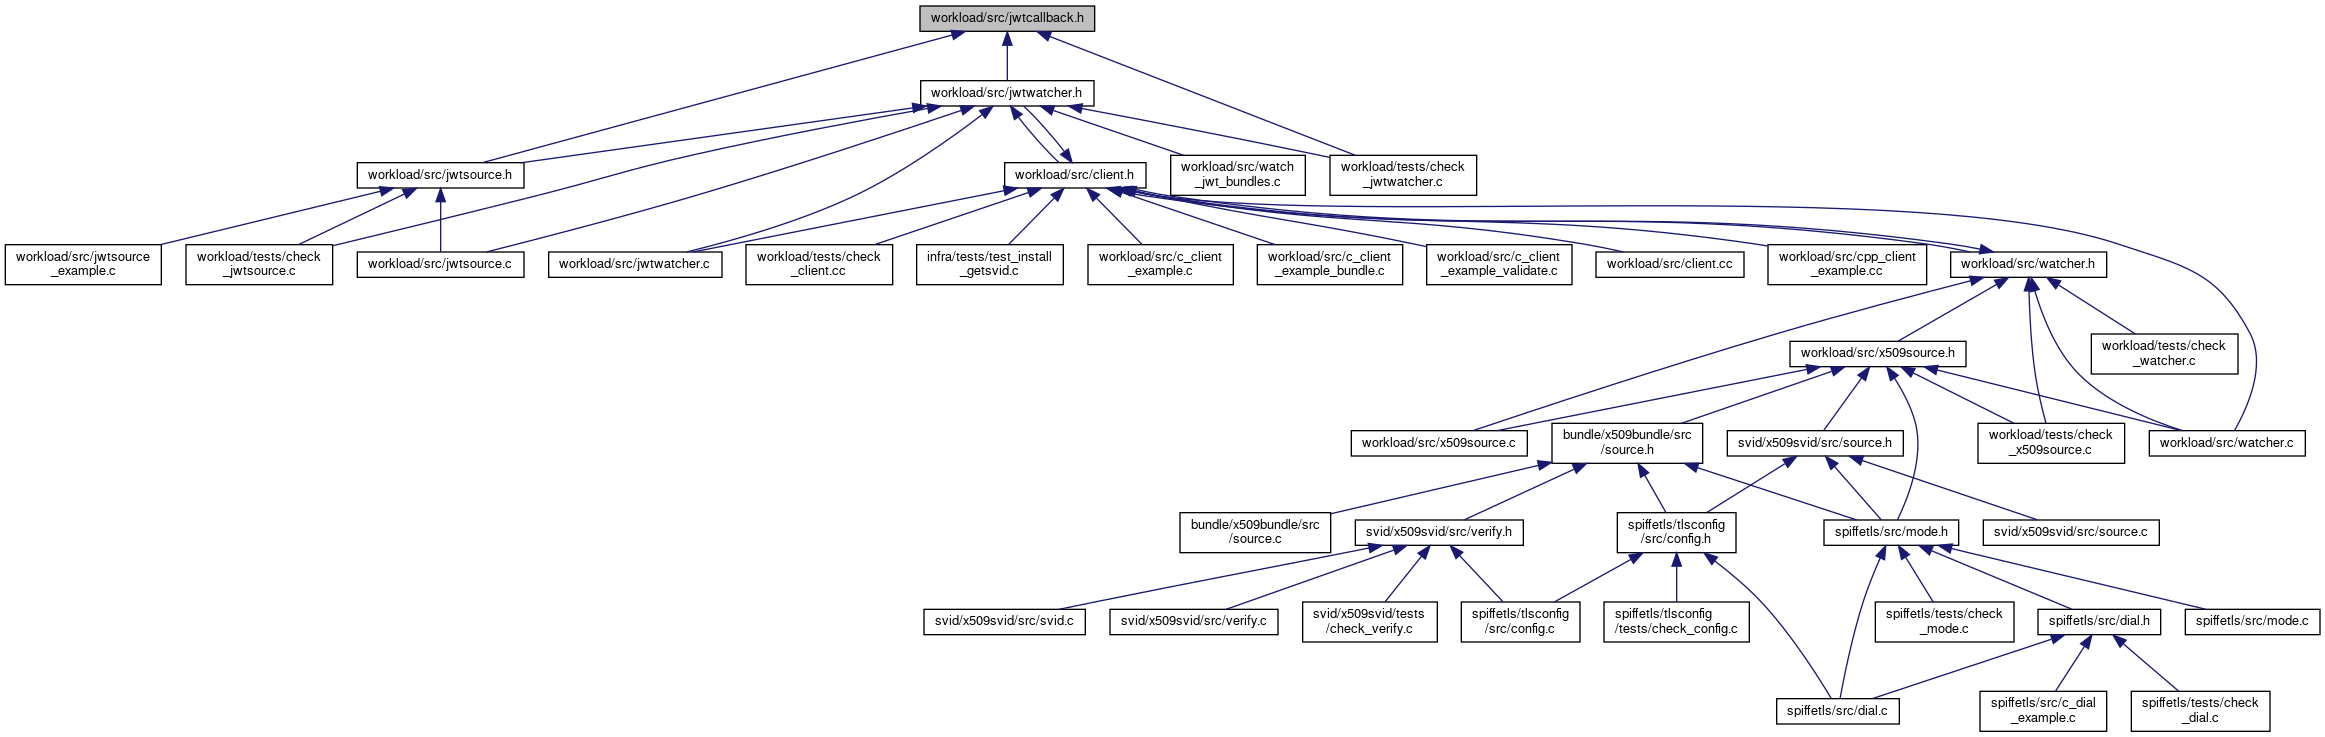 workload/src/jwtcallback.h
workload/src/jwtwatcher.h
workload/src/jwtsource.h
workload/src/client.h
workload/src/watch
_jwt_bundles.c
workload/tests/check
_jwtwatcher.c
workload/src/jwtsource
_example.c
workload/tests/check
_jwtsource.c
workload/src/jwtsource.c
workload/src/jwtwatcher.c
workload/tests/check
_client.cc
infra/tests/test_install
_getsvid.c
workload/src/c_client
_example.c
workload/src/c_client
_example_bundle.c
workload/src/c_client
_example_validate.c
workload/src/client.cc
workload/src/cpp_client
_example.cc
workload/src/watcher.h
workload/src/x509source.h
workload/tests/check
_watcher.c
workload/src/x509source.c
bundle/x509bundle/src
/source.h
svid/x509svid/src/source.h
workload/tests/check
_x509source.c
workload/src/watcher.c
bundle/x509bundle/src
/source.c
svid/x509svid/src/verify.h
spiffetls/tlsconfig
/src/config.h
spiffetls/src/mode.h
svid/x509svid/src/source.c
svid/x509svid/src/svid.c
svid/x509svid/src/verify.c
svid/x509svid/tests
/check_verify.c
spiffetls/tlsconfig
/src/config.c
spiffetls/tlsconfig
/tests/check_config.c
spiffetls/tests/check
_mode.c
spiffetls/src/dial.h
spiffetls/src/mode.c
spiffetls/src/dial.c
spiffetls/src/c_dial
_example.c
spiffetls/tests/check
_dial.c